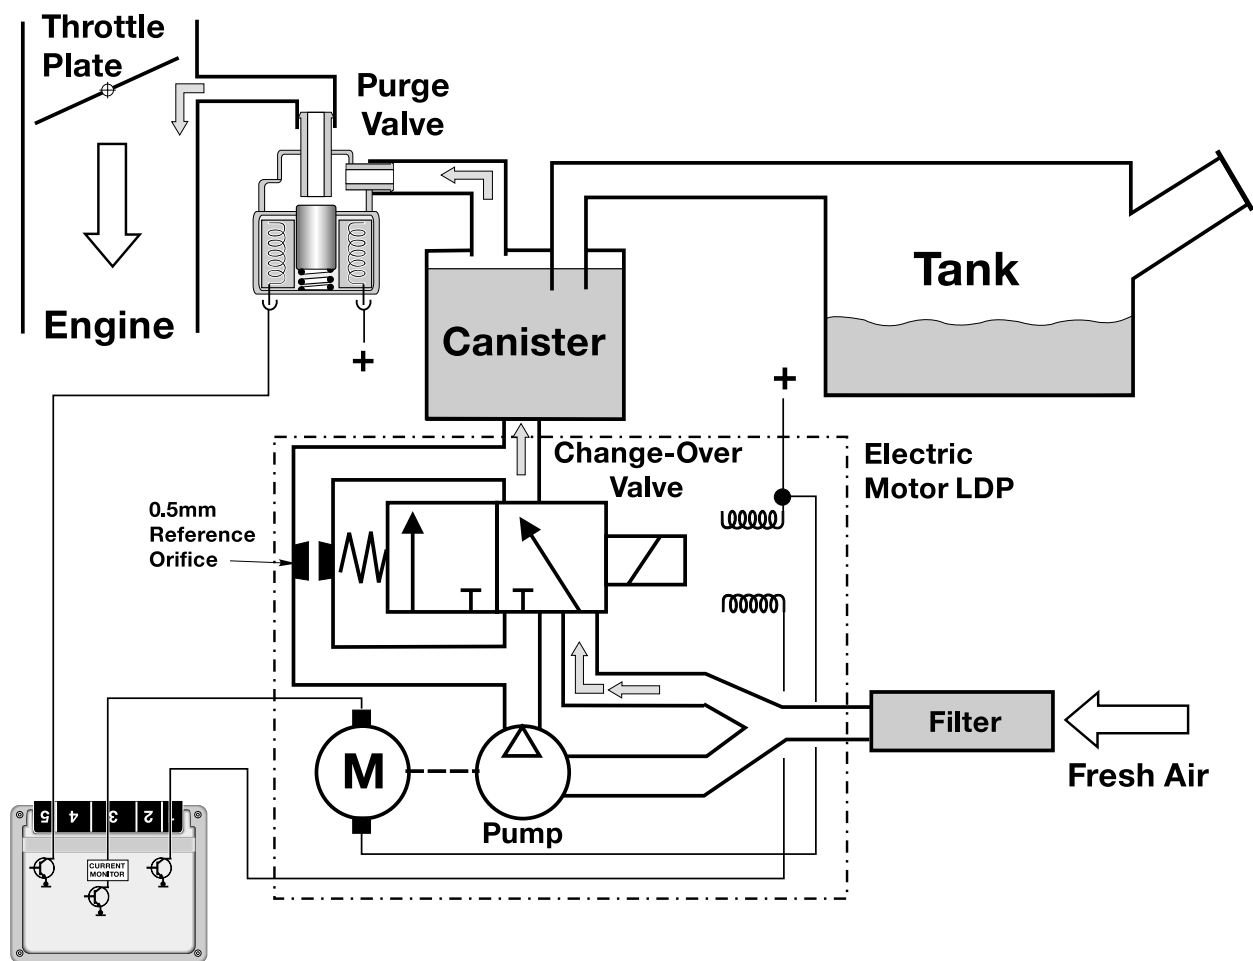 Throttle
Plate
Purge
Valve
Tank
Engine
+
Canister
+
Change-Over
Valve
Electric
Motor LDP
0.5mm
Reference
Orifice
Filter
Fresh Air
M
Pump
5 4 3 2 1
CURRENT
MONITOR